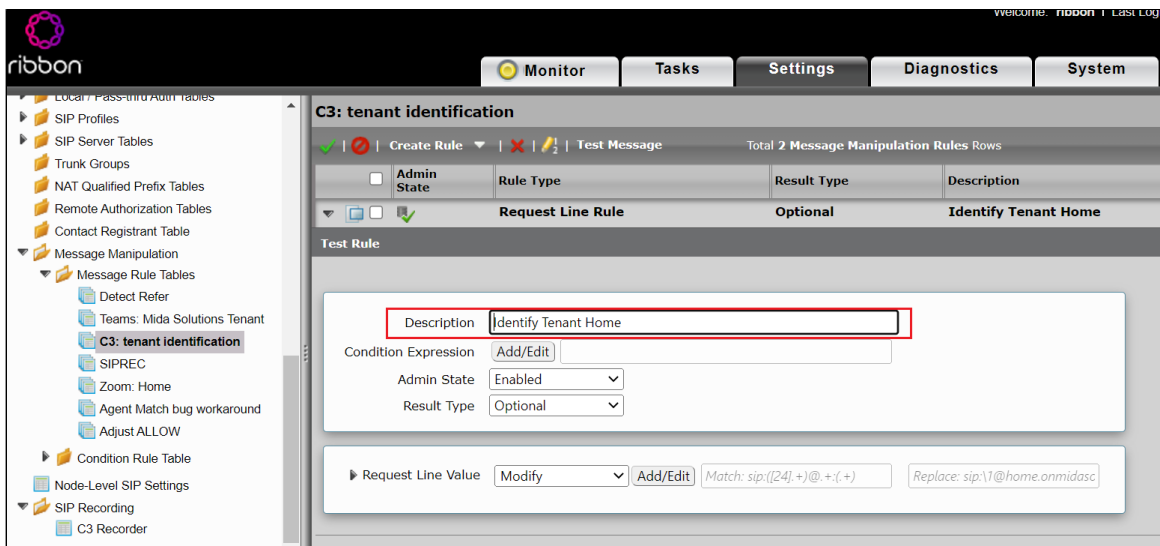 Welcome: ribbon | Last Log
ribbon
Monitor
Tasks
Settings
Diagnostics
System
Local / Pass-thru Auth Tables
SIP Profiles
SIP Server Tables
Trunk Groups
NAT Qualified Prefix Tables
Remote Authorization Tables
Contact Registrant Table
Message Manipulation
Message Rule Tables
Detect Refer
Teams: Mida Solutions Tenant
C3: tenant identification
SIPREC
Zoom: Home
Agent Match bug workaround
Adjust ALLOW
Condition Rule Table
Node-Level SIP Settings
SIP Recording
C3 Recorder
C3: tenant identification
| | Create Rule | | Test Message Total 2 Message Manipulation Rules Rows
Admin State Rule Type Result Type Description
Request Line Rule Optional Identify Tenant Home
Test Rule
Description Identify Tenant Home
Condition Expression Add/Edit
Admin State Enabled
Result Type Optional
Request Line Value Modify Add/Edit Match: sip:([24].+)@.+:(.+) Replace: sip:\1@home.onmidasc